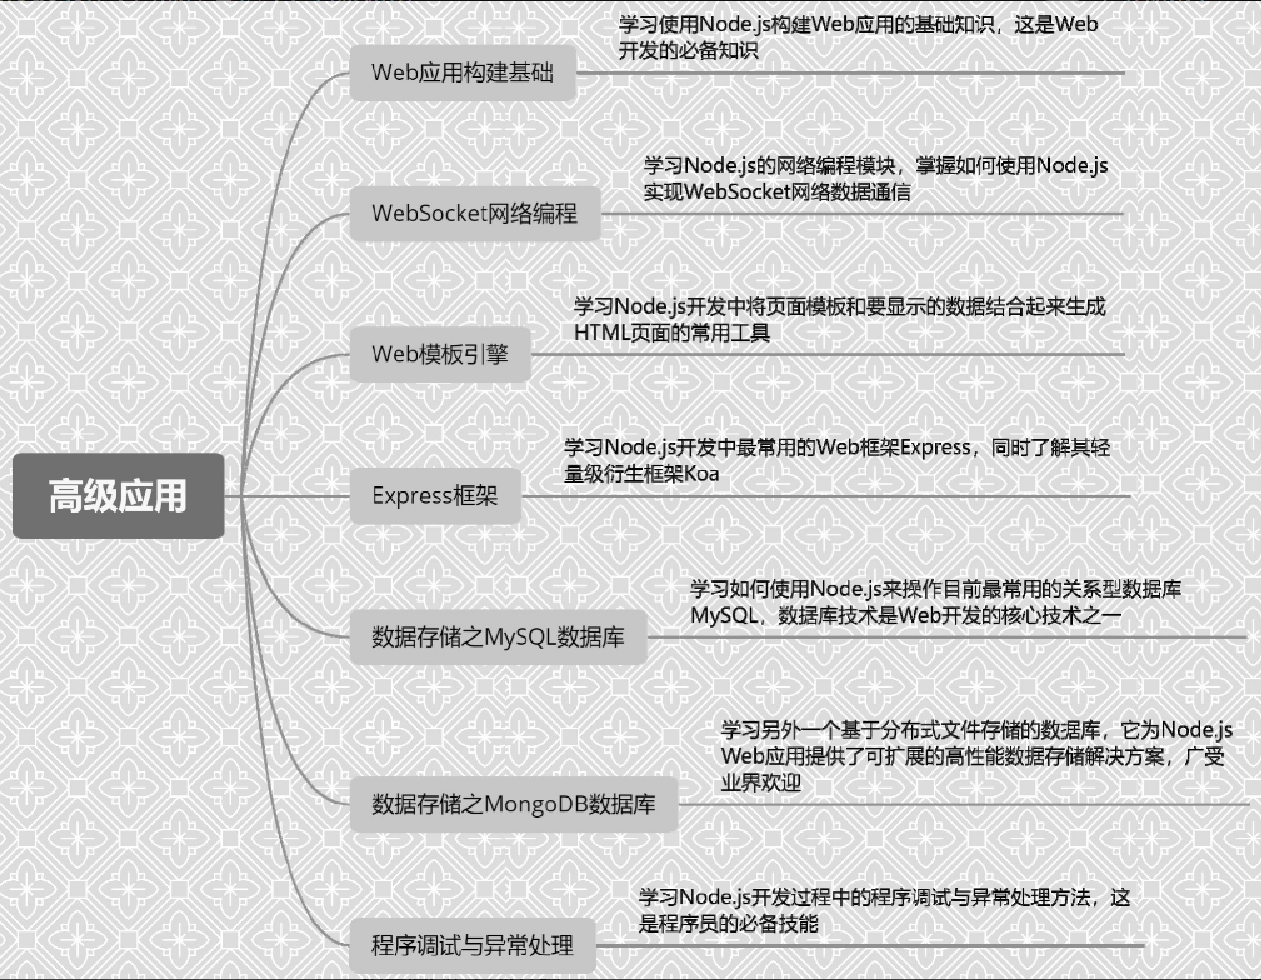 学习使用Node.js构建Web应用的基础知识，这是Web
开发的必备知识
Web应用构建基础
学习Node.js的网络编程模块，掌握如何使用Node.js
实现WebSocket网络数据通信
WebSocket网络编程
学习Node.js开发中将页面模板和要显示的数据结合起来生成
HTML页面的常用工具
Web模板引擎
学习Node.js开发中最常用的Web框架Express，同时了解其轻
量级衍生框架Koa
高级应用
Express框架
学习如何使用Node.js来操作目前最常用的关系型数据库
MySQL，数据库技术是Web开发的核心技术之一
数据存储之MySQL数据库
学习另外一个基于分布式文件存储的数据库，它为Node.js
Web应用提供了可扩展的高性能数据存储解决方案，广受
业界欢迎
数据存储之MongoDB数据库
学习Node.js开发过程中的程序调试与异常处理方法，这
是程序员的必备技能
程序调试与异常处理